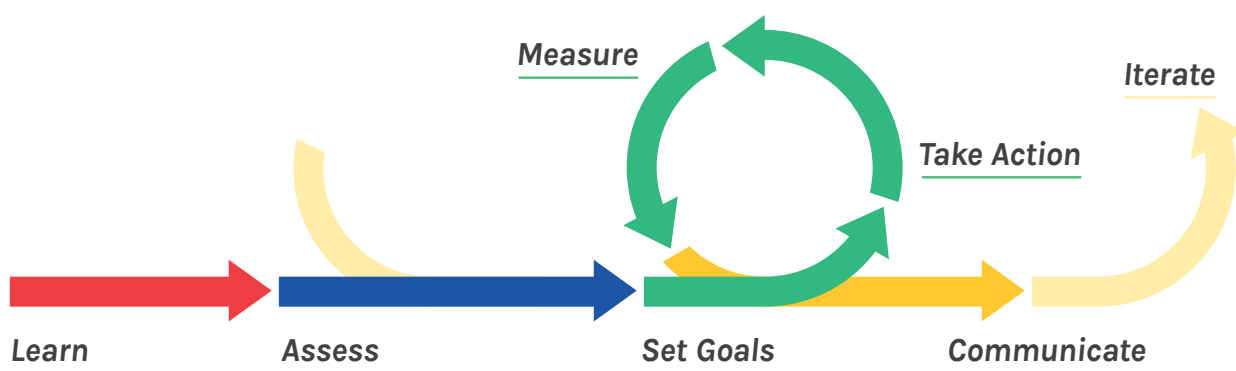 Measure
Iterate
Take Action
Learn
Assess
Set Goals
Communicate